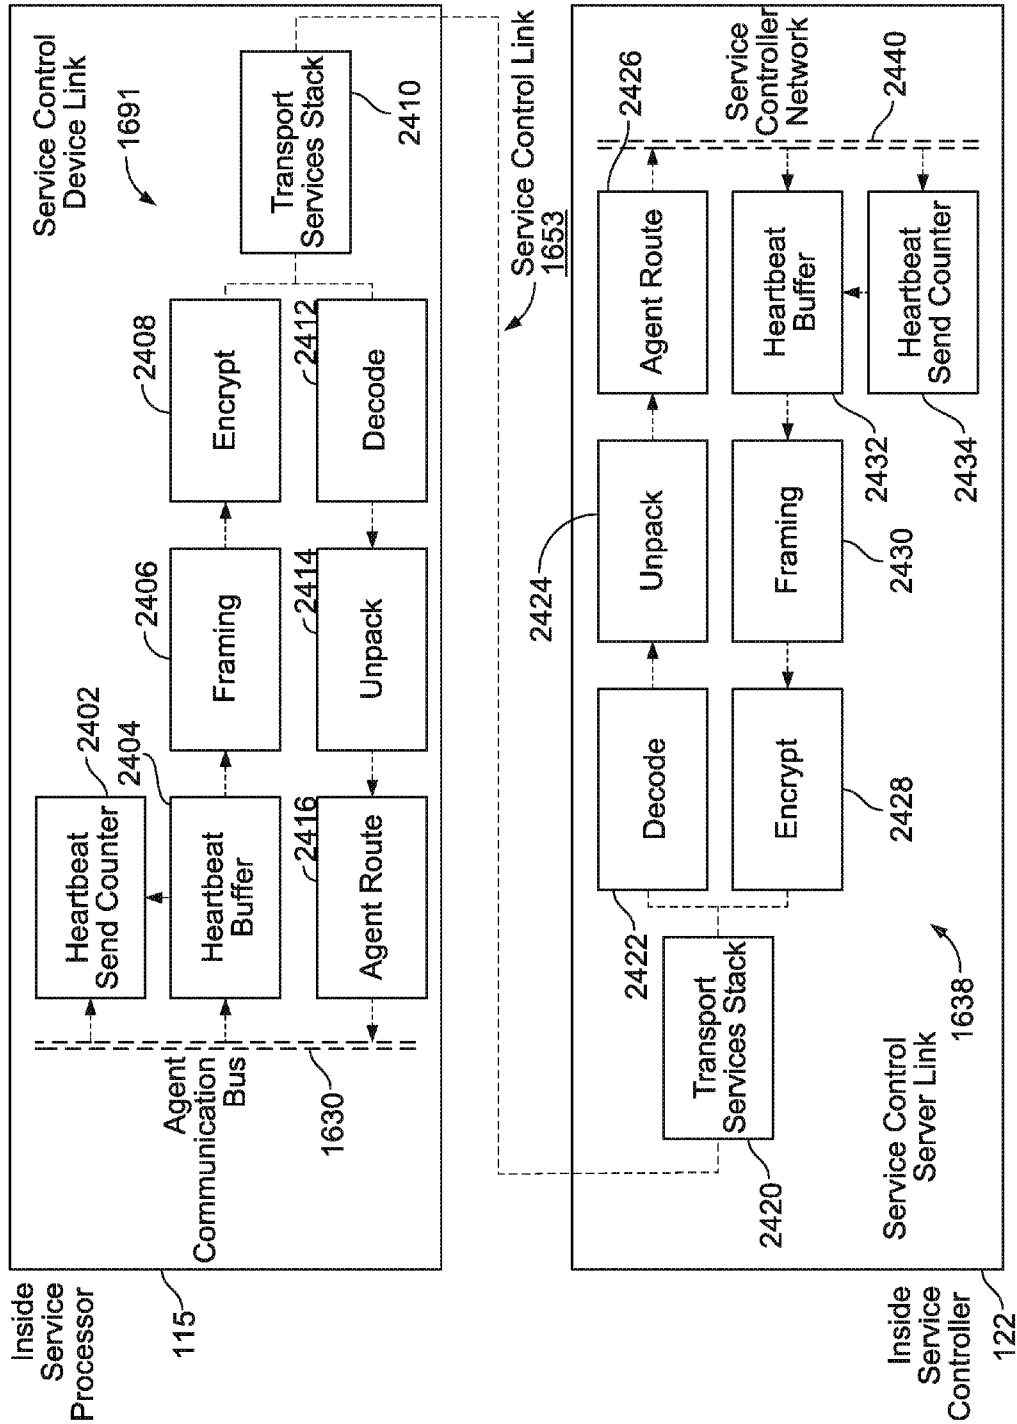 Service Control
Device Link
1691
Transport
Services Stack
2410
2408
Encrypt
2412
Decode
2406
Framing
2414
Unpack
2402
Heartbeat
Send Counter
2404
Heartbeat
Buffer
2416
Agent Route
Agent
Communication
Bus
1630
Inside
Service
Processor
115
Service Control Link
1653
Transport
Services Stack
2420
2422
Decode
2424
Unpack
2426
Agent Route
Encrypt
2428
Framing
2430
Heartbeat
Buffer
2432
Heartbeat
Send Counter
2434
Service
Controller
Network
2440
Service Control
Server Link
1638
Inside
Service
Controller
122